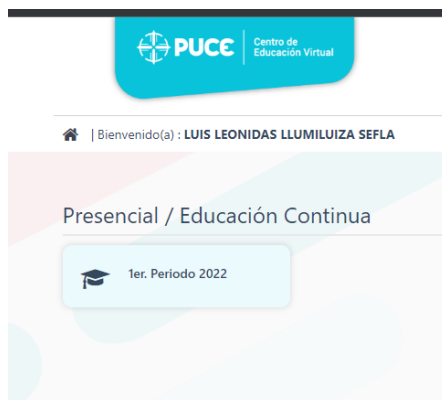 PUCE
Centro de
Educación Virtual
| Bienvenido(a) : LUIS LEONIDAS LLUMILUIZA SEFLA
Presencial / Educación Continua
1er. Periodo 2022